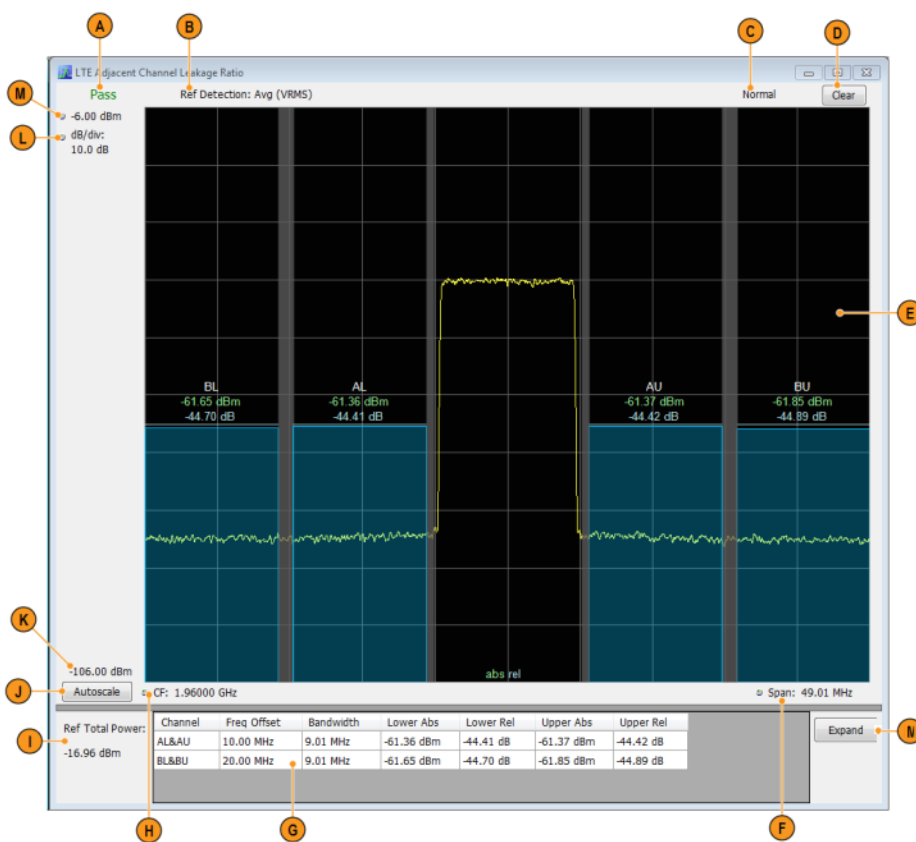 A
B
C
D
LTE Adjacent Channel Leakage Ratio
Pass
Ref Detection: Avg (VRMS)
Normal
Clear
M
-6.00 dBm
L
dB/div:
10.0 dB
E
BL
-61.65 dBm
-44.70 dB
AL
-61.36 dBm
-44.41 dB
AU
-61.37 dBm
-44.42 dB
BU
-61.85 dBm
-44.89 dB
K
-106.00 dBm
abs rel
J
Autoscale
CF: 1.96000 GHz
Span: 49.01 MHz
I
Ref Total Power:
-16.96 dBm
Channel Freq Offset Bandwidth Lower Abs Lower Rel Upper Abs Upper Rel
AL&AU 10.00 MHz 9.01 MHz -61.36 dBm -44.41 dB -61.37 dBm -44.42 dB
BL&BU 20.00 MHz 9.01 MHz -61.65 dBm -44.70 dB -61.85 dBm -44.89 dB
Expand
H
G
F